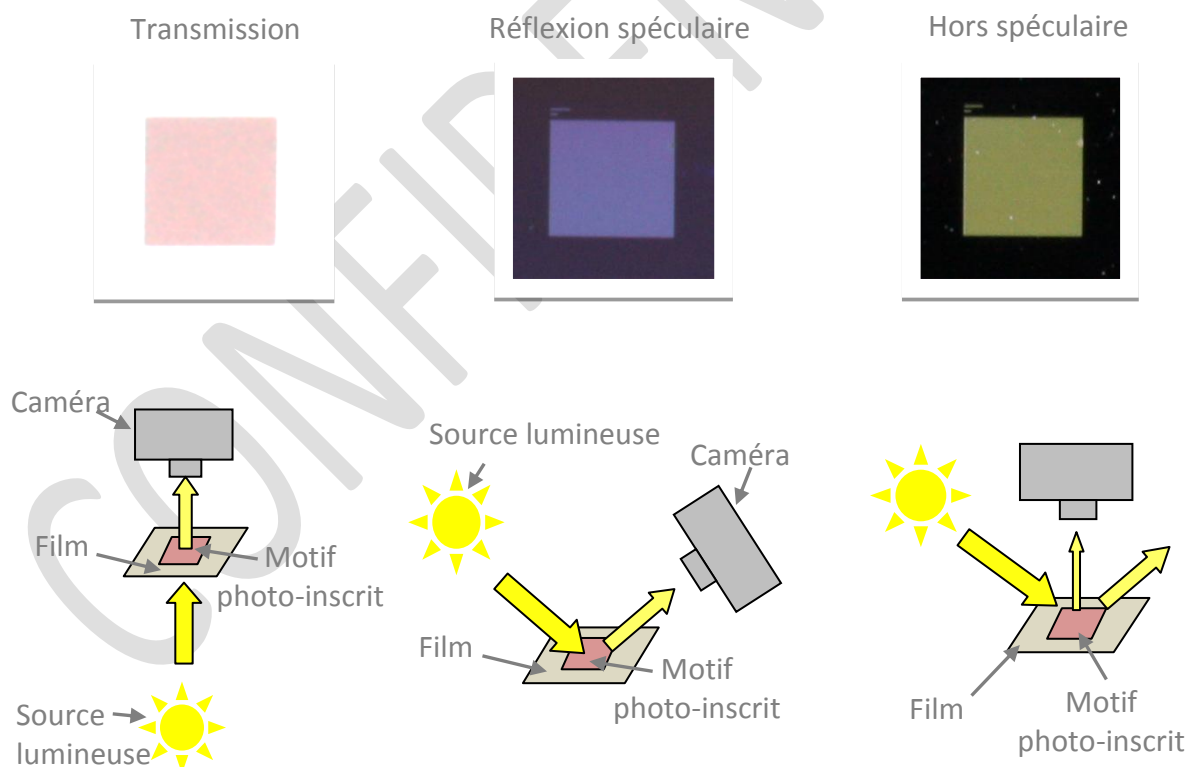 Transmission
Réflexion spéculaire
Hors spéculaire
Caméra
Film
Motif
photo-inscrit
Source
lumineuse
Source lumineuse
Caméra
Film
Motif
photo-inscrit
Film
Motif
photo-inscrit